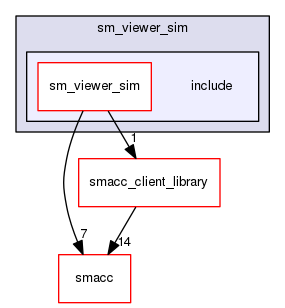 sm_viewer_sim
sm_viewer_sim
include
1
smacc_client_library
7
14
smacc